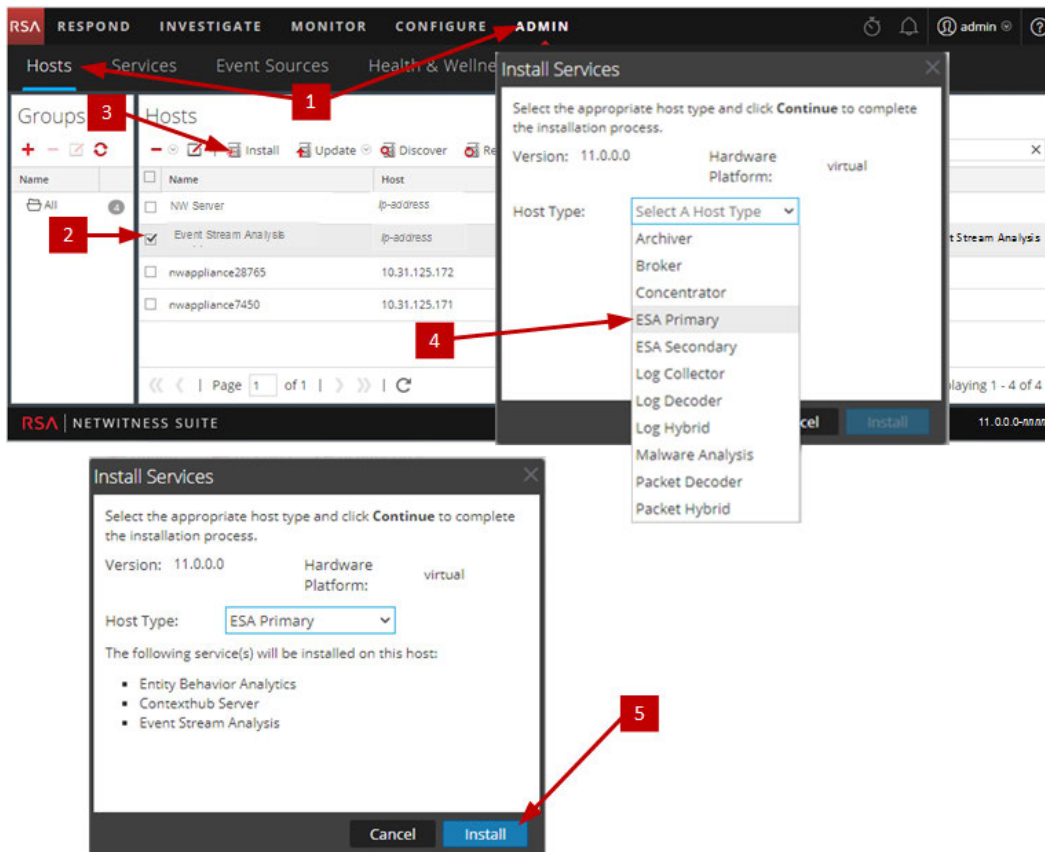 RSA RESPOND INVESTIGATE MONITOR CONFIGURE ADMIN admin
Hosts Services Event Sources Health &
1
Groups
3
Hosts
Install Update Discover
Name
Name Host
All 4
NW Server ip-address
2
Event Stream Analysis ip-address
t Stream Analysis
nwappliance28765 10.31.125.172
nwappliance7450 10.31.125.171
4
Page 1 of 1
laying 1 - 4 of 4
RSA NETWITNESS SUITE
11.0.0.0-nnnn
Install Services
Select the appropriate host type and click Continue to complete
the installation process.
Version: 11.0.0.0 Hardware
Platform: virtual
Host Type: Select A Host Type
Archiver
Broker
Concentrator
ESA Primary
ESA Secondary
Log Collector
Log Decoder
Log Hybrid
Malware Analysis
Packet Decoder
Packet Hybrid
cel Install
Install Services
Select the appropriate host type and click Continue to complete
the installation process.
Version: 11.0.0.0 Hardware
Platform: virtual
Host Type: ESA Primary
The following service(s) will be installed on this host:
Entity Behavior Analytics
Contexthub Server
Event Stream Analysis
5
Cancel Install